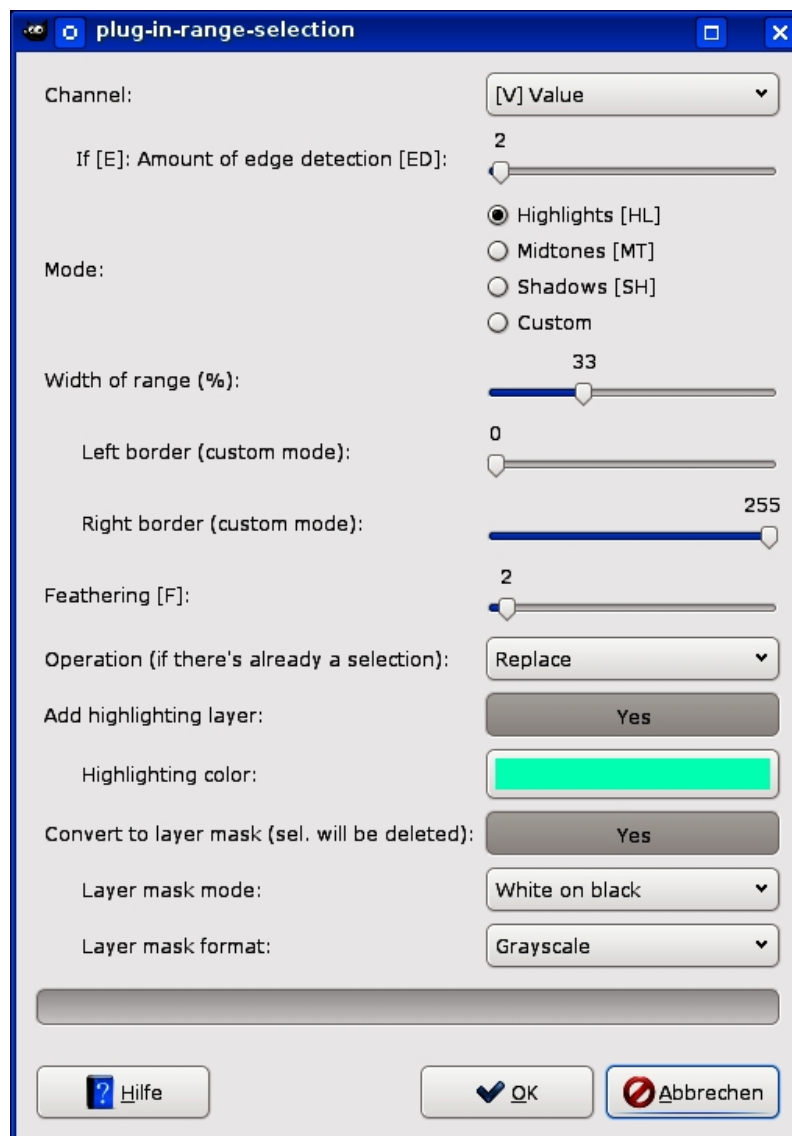 plug-in-range-selection
Channel: [V] Value
2
If [E]: Amount of edge detection [ED]:
Mode:
Highlights [HL]
Midtones [MT]
Shadows [SH]
Custom
33
Width of range (%):
0
Left border (custom mode):
255
Right border (custom mode):
2
Feathering [F]:
Operation (if there's already a selection): Replace
Add highlighting layer: Yes
Highlighting color:
Convert to layer mask (sel. will be deleted): Yes
Layer mask mode: White on black
Layer mask format: Grayscale
Hilfe OK Abbrechen